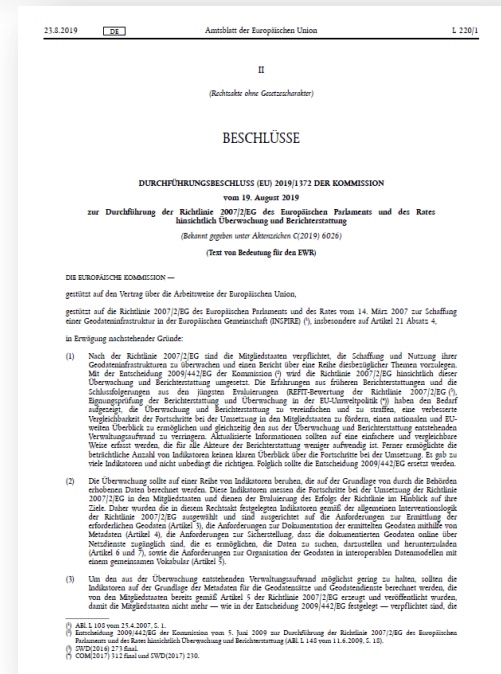 23.8.2019 DE Amtsblatt der Europäischen Union L 220/1
II
(Rechtsakte ohne Gesetzescharakter)
BESCHLÜSSE
DURCHFÜHRUNGSBESCHLUSS (EU) 2019/1372 DER KOMMISSION
vom 19. August 2019
zur Durchführung der Richtlinie 2007/2/EG des Europäischen Parlaments und des Rates
hinsichtlich Überwachung und Berichterstattung
(Bekannt gegeben unter Aktenzeichen C(2019) 6026)
(Text von Bedeutung für den EWR)
DIE EUROPÄISCHE KOMMISSION —
gestützt auf den Vertrag über die Arbeitsweise der Europäischen Union,
gestützt auf die Richtlinie 2007/2/EG des Europäischen Parlaments und des Rates vom 14. März 2007 zur Schaffung
einer Geodateninfrastruktur in der Europäischen Gemeinschaft (INSPIRE) (¹), insbesondere auf Artikel 21 Absatz 4,
in Erwägung nachstehender Gründe:
(1) Nach der Richtlinie 2007/2/EG sind die Mitgliedstaaten verpflichtet, die Schaffung und Nutzung ihrer
Geodateninfrastrukturen zu überwachen und einen Bericht über eine Reihe diesbezüglicher Themen vorzulegen.
Mit der Entscheidung 2009/442/EG der Kommission (²) wird die Richtlinie 2007/2/EG hinsichtlich dieser
Überwachung und Berichterstattung umgesetzt. Die Erfahrungen aus früheren Berichterstattungen und die
Schlussfolgerungen aus den jüngsten Evaluierungen (REFIT-Bewertung der Richtlinie 2007/2/EG (³),
Eignungsprüfung der Berichterstattung und Überwachung in der EU-Umweltpolitik (⁴)) haben den Bedarf
aufgezeigt, die Überwachung und Berichterstattung zu vereinfachen und zu straffen, eine verbesserte
Vergleichbarkeit der Fortschritte bei der Umsetzung in den Mitgliedstaaten zu fördern, einen nationalen und EU-
weiten Überblick zu ermöglichen und gleichzeitig den aus der Überwachung und Berichterstattung entstehenden
Verwaltungsaufwand zu verringern. Aktualisierte Informationen sollten auf eine einfachere und vergleichbare
Weise erfasst werden, die für alle Akteure der Berichterstattung weniger aufwendig ist. Ferner ermöglichte die
beträchtliche Anzahl von Indikatoren keinen klaren Überblick über die Fortschritte bei der Umsetzung. Es gab zu
viele Indikatoren und nicht unbedingt die richtigen. Folglich sollte die Entscheidung 2009/442/EG ersetzt werden.
(2) Die Überwachung sollte auf einer Reihe von Indikatoren beruhen, die auf der Grundlage von durch die Behörden
erhobenen Daten berechnet werden. Diese Indikatoren messen die Fortschritte bei der Umsetzung der Richtlinie
2007/2/EG in den Mitgliedstaaten und dienen der Evaluierung des Erfolgs der Richtlinie im Hinblick auf ihre
Ziele. Daher wurden die in diesem Rechtsakt festgelegten Indikatoren gemäß der allgemeinen Interventionslogik
der Richtlinie 2007/2/EG ausgewählt und sind ausgerichtet auf die Anforderungen zur Ermittlung der
erforderlichen Geodaten (Artikel 3), die Anforderungen zur Dokumentation der ermittelten Geodaten mithilfe von
Metadaten (Artikel 4), die Anforderungen zur Sicherstellung, dass die dokumentierten Geodaten online über
Netzdienste zugänglich sind, die es ermöglichen, die Daten zu suchen, darzustellen und herunterzuladen
(Artikel 6 und 7), sowie die Anforderungen zur Organisation der Geodaten in interoperablen Datenmodellen mit
einem gemeinsamen Vokabular (Artikel 5).
(3) Um den aus der Überwachung entstehenden Verwaltungsaufwand möglichst gering zu halten, sollten die
Indikatoren auf der Grundlage der Metadaten für die Geodatensätze und Geodatendienste berechnet werden, die
von den Mitgliedstaaten bereits gemäß Artikel 5 der Richtlinie 2007/2/EG erzeugt und veröffentlicht wurden,
damit die Mitgliedstaaten nicht mehr — wie in der Entscheidung 2009/442/EG festgelegt — verpflichtet sind, die
(¹) ABl. L 108 vom 25.4.2007, S. 1.
(²) Entscheidung 2009/442/EG der Kommission vom 5. Juni 2009 zur Durchführung der Richtlinie 2007/2/EG des Europäischen
Parlaments und des Rates hinsichtlich Überwachung und Berichterstattung (ABl. L 148 vom 11.6.2009, S. 18).
(³) SWD(2016) 273 final.
(⁴) COM(2017) 312 final und SWD(2017) 230.